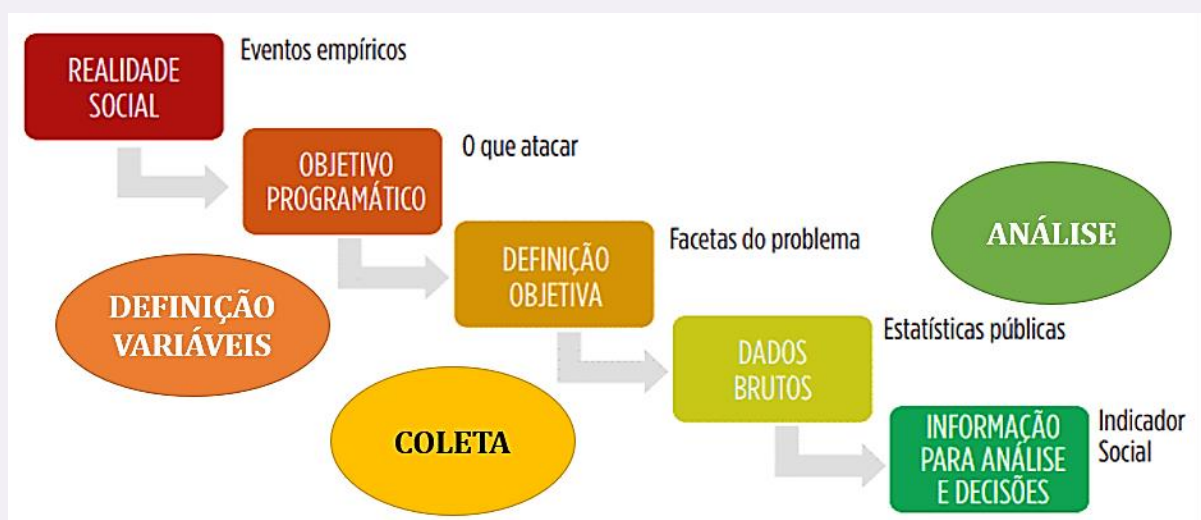 REALIDADE
SOCIAL
Eventos empíricos
OBJETIVO
PROGRAMÁTICO
O que atacar
DEFINIÇÃO
OBJETIVA
Facetas do problema
ANÁLISE
DEFINIÇÃO
VARIÁVEIS
DADOS
BRUTOS
Estatísticas públicas
COLETA
INFORMAÇÃO
PARA ANÁLISE
E DECISÕES
Indicador
Social